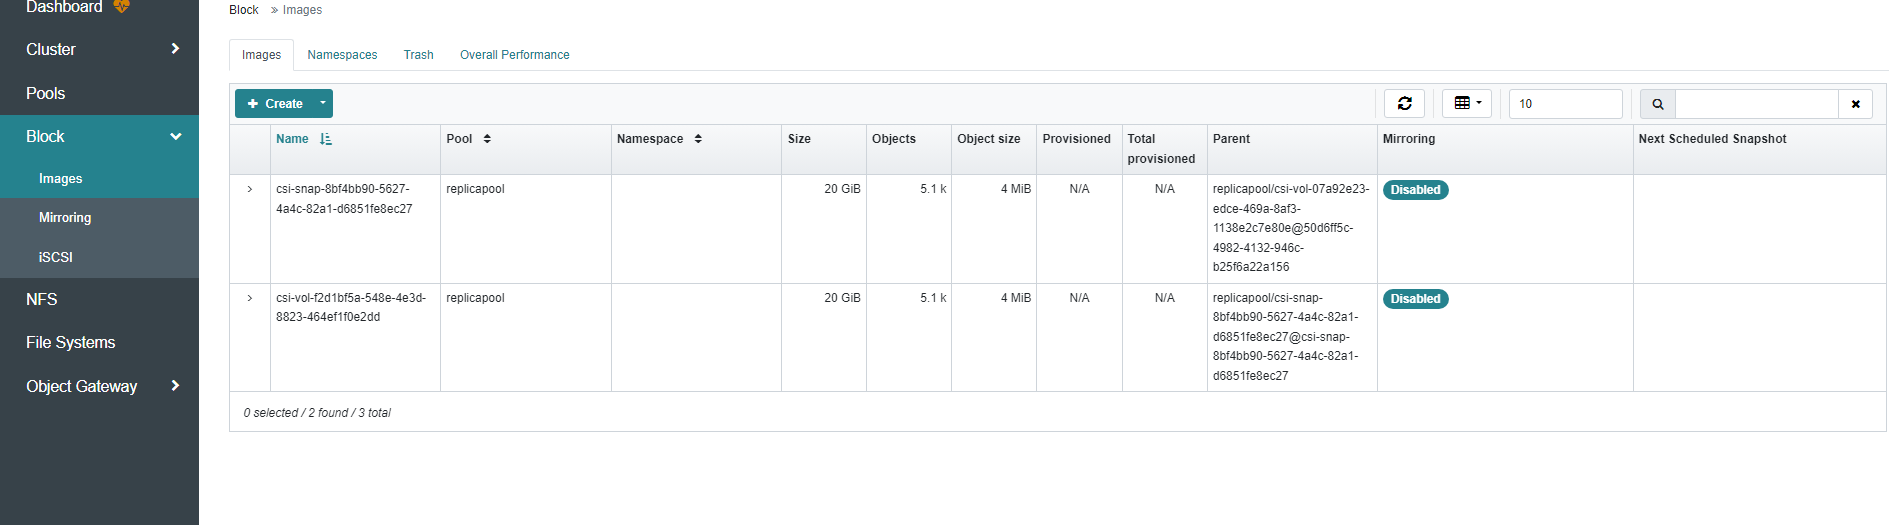 Dashboard
Block » Images
Cluster
Images Namespaces Trash Overall Performance
Pools
+ Create
10
Block
Name Pool Namespace Size Objects Object size Provisioned Total provisioned Parent Mirroring Next Scheduled Snapshot
Images
Mirroring
iSCSI
NFS
File Systems
Object Gateway
csi-snap-8bf4bb90-5627-
4a4c-82a1-d6851fe8ec27
replicapool
20 GiB
5.1 k
4 MiB
N/A
N/A
replicapool/csi-vol-07a92e23-
edce-469a-8af3-
1138e2c7e80e@50d6ff5c-
4982-4132-946c-
b25f6a22a156
Disabled
csi-vol-f2d1bf5a-548e-4e3d-
8823-464ef1f0e2dd
replicapool
20 GiB
5.1 k
4 MiB
N/A
N/A
replicapool/csi-snap-
8bf4bb90-5627-4a4c-82a1-
d6851fe8ec27@csi-snap-
8bf4bb90-5627-4a4c-82a1-
d6851fe8ec27
Disabled
0 selected / 2 found / 3 total